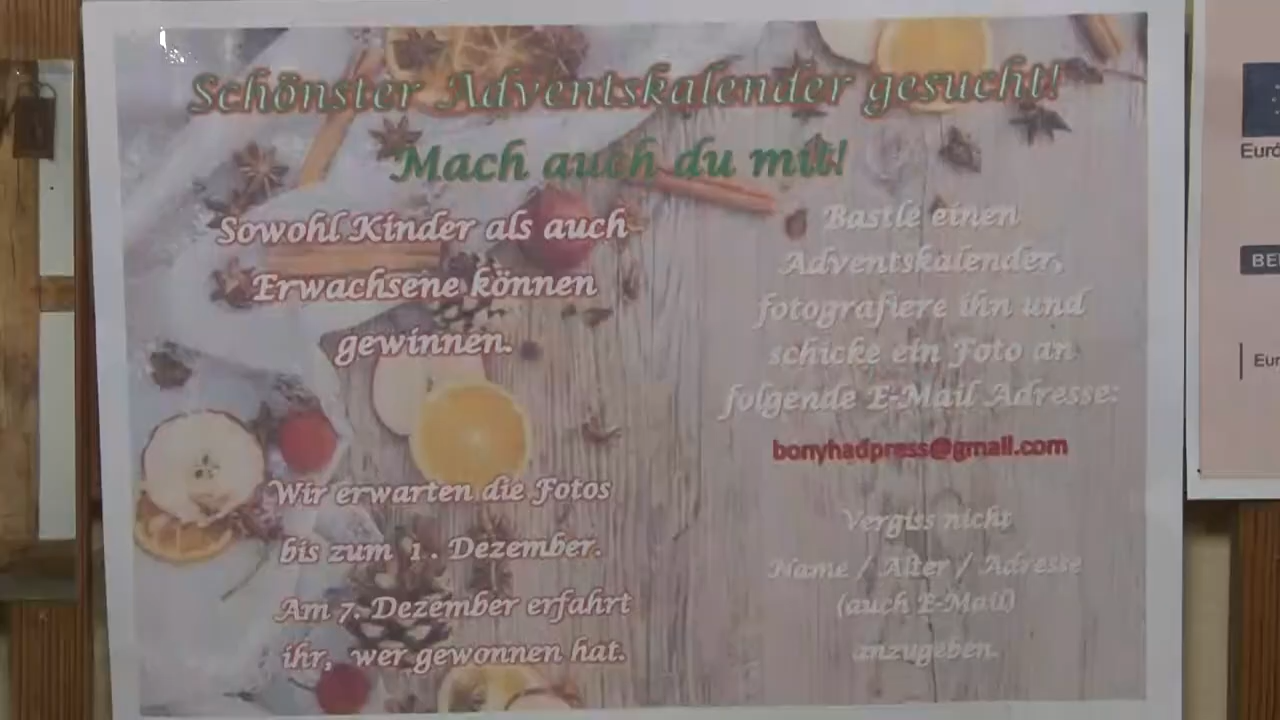 Schönster Adventskalender gesucht!
Mach auch du mit!
Sowohl Kinder als auch
Erwachsene können
gewinnen.
Wir erwarten die Fotos
bis zum 1. Dezember.
Am 7. Dezember erfahrt
ihr, wer gewonnen hat.
Bastle einen
Adventskalender,
fotografiere ihn und
schicke ein Foto an
folgende E-Mail Adresse:
bonyhadpress@gmail.com
Vergiss nicht
Name / Alter / Adresse
(auch E-Mail)
anzugeben.